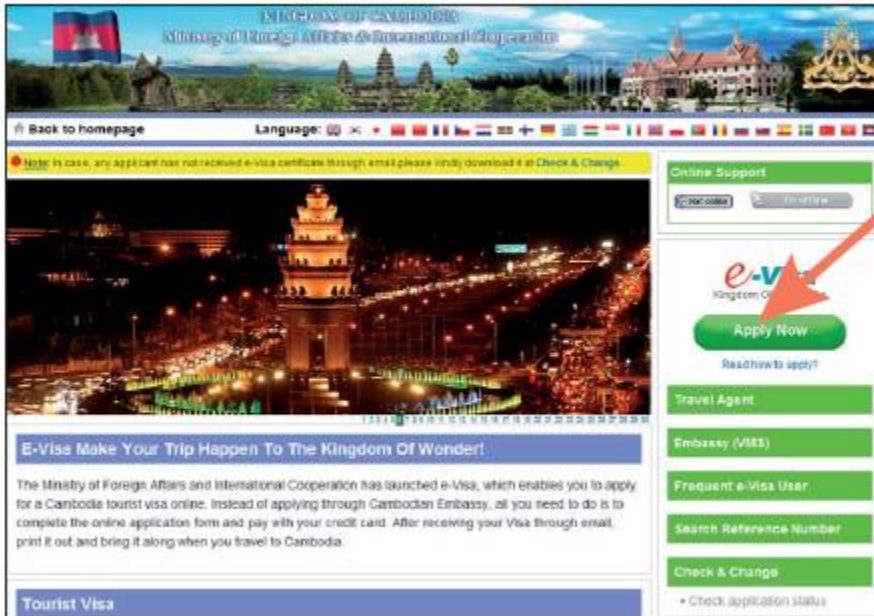 KINGDOM OF CAMBODIA
Ministry of Foreign Affairs & International Cooperation
Back to homepage
Language:
Note: In case, any applicant has not received e-Visa certificate through email please kindly download it at Check & Change
Online Support
e-V
Kingdom O
Apply Now
Read how to apply?
Travel Agent
Embassy (VMS)
Frequent e-Visa User
Search Reference Number
Check & Change
• Check application status
E-Visa Make Your Trip Happen To The Kingdom Of Wonder!
The Ministry of Foreign Affairs and International Cooperation has launched e-Visa, which enables you to apply
for a Cambodia tourist visa online. Instead of applying through Cambodian Embassy, all you need to do is to
complete the online application form and pay with your credit card. After receiving your Visa through email,
print it out and bring it along when you travel to Cambodia.
Tourist Visa